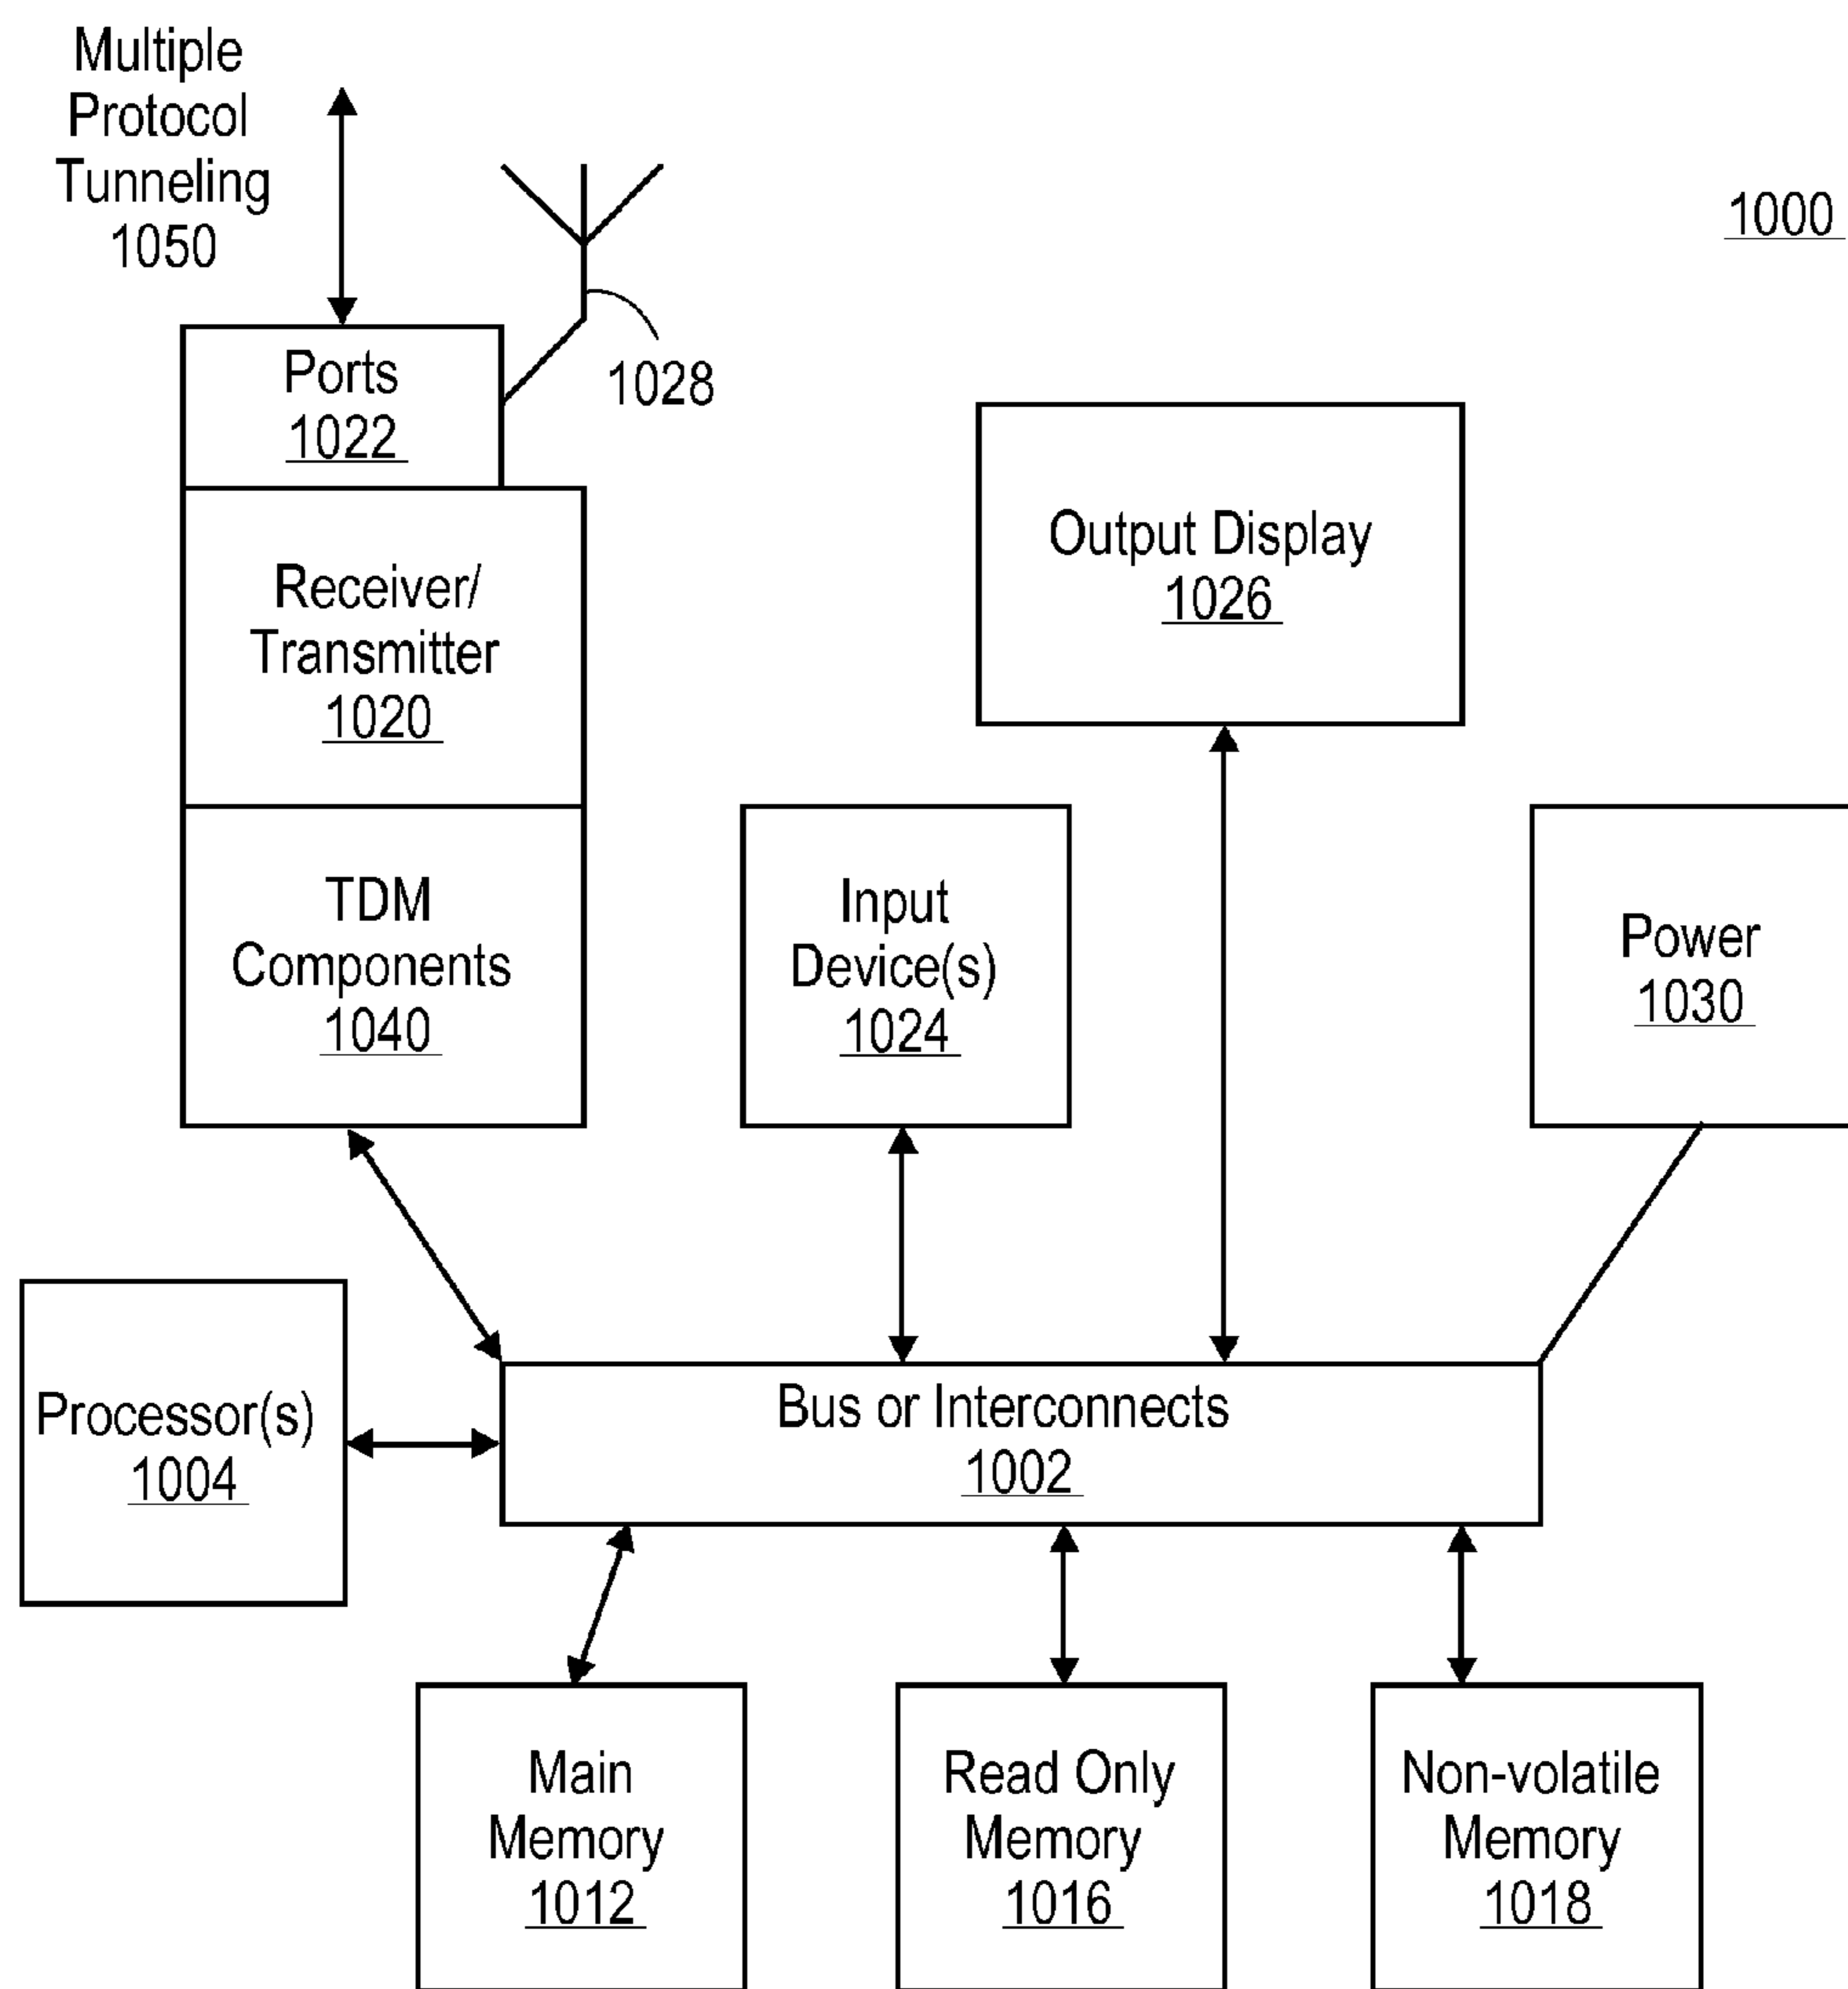 Multiple
Protocol
Tunneling
1050
1000
Ports
1022
1028
Output Display
1026
Receiver/
Transmitter
1020
TDM
Components
1040
Input
Device(s)
1024
Power
1030
Processor(s)
1004
Bus or Interconnects
1002
Main
Memory
1012
Read Only
Memory
1016
Non-volatile
Memory
1018